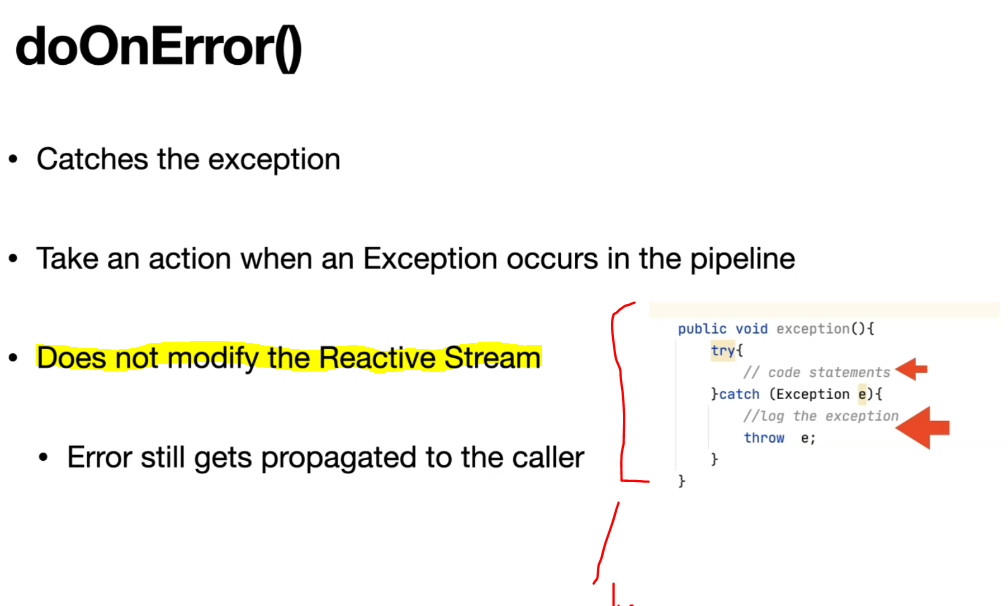 doOnError()
• Catches the exception
• Take an action when an Exception occurs in the pipeline
• Does not modify the Reactive Stream
• Error still gets propagated to the caller
public void exception(){
try{
// code statements
}catch (Exception e){
//log the exception
throw e;
}
}